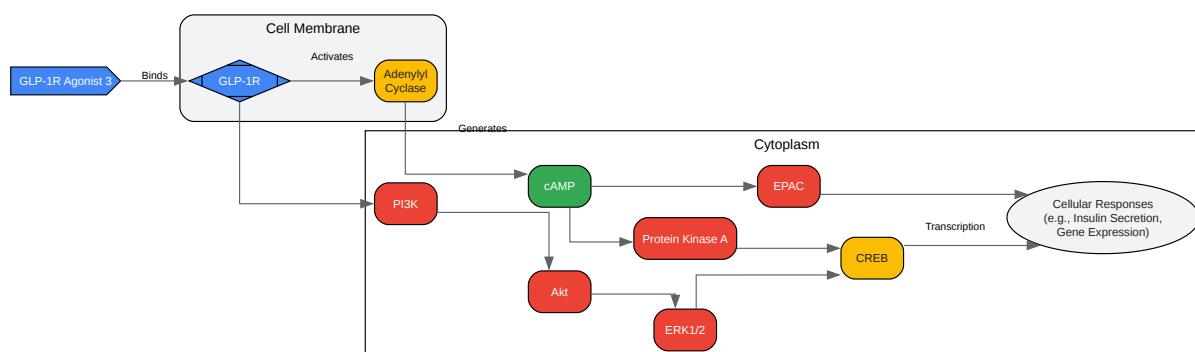 Cell Membrane
GLP-1R Agonist 3
Binds
GLP-1R
Activates
Adenylyl
Cyclase
Generates
Cytoplasm
cAMP
EPAC
PI3K
Protein Kinase A
Cellular Responses
(e.g., Insulin Secretion,
Gene Expression)
Transcription
CREB
Akt
ERK1/2